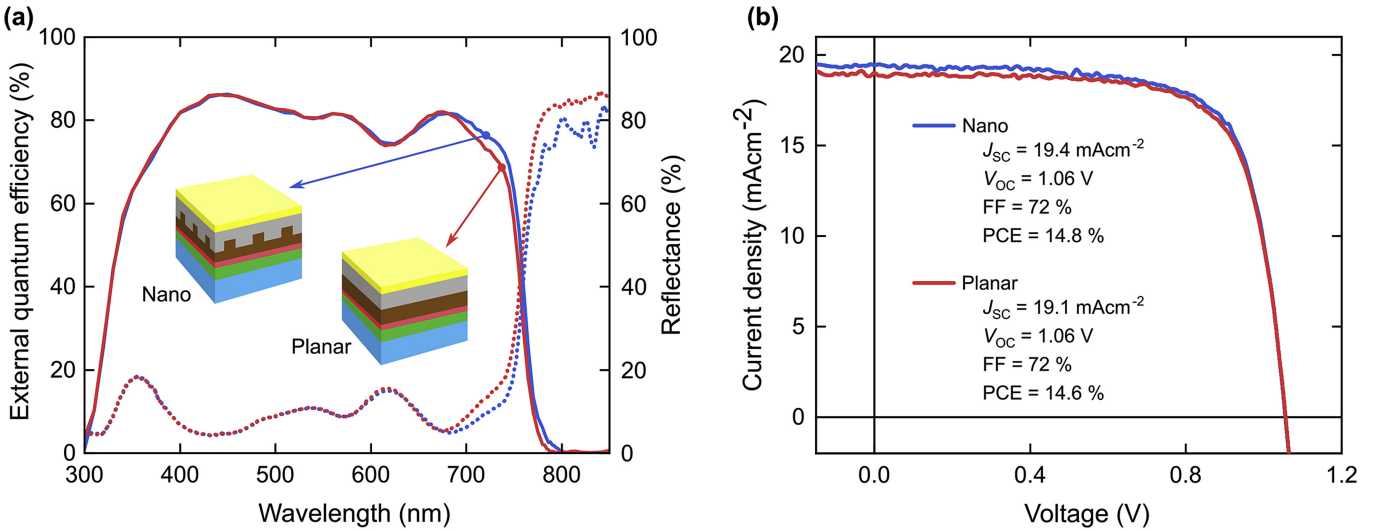 (a)
External quantum efficiency (%)
100
80
60
40
20
0
300
400
500
600
700
800
Wavelength (nm)
100
80
60
40
20
0
Reflectance (%)
Nano
Planar
(b)
Current density (mAcm⁻²)
20
15
10
5
0
0.0
0.4
0.8
1.2
Voltage (V)
Nano
J_SC = 19.4 mAcm⁻²
V_OC = 1.06 V
FF = 72 %
PCE = 14.8 %
Planar
J_SC = 19.1 mAcm⁻²
V_OC = 1.06 V
FF = 72 %
PCE = 14.6 %